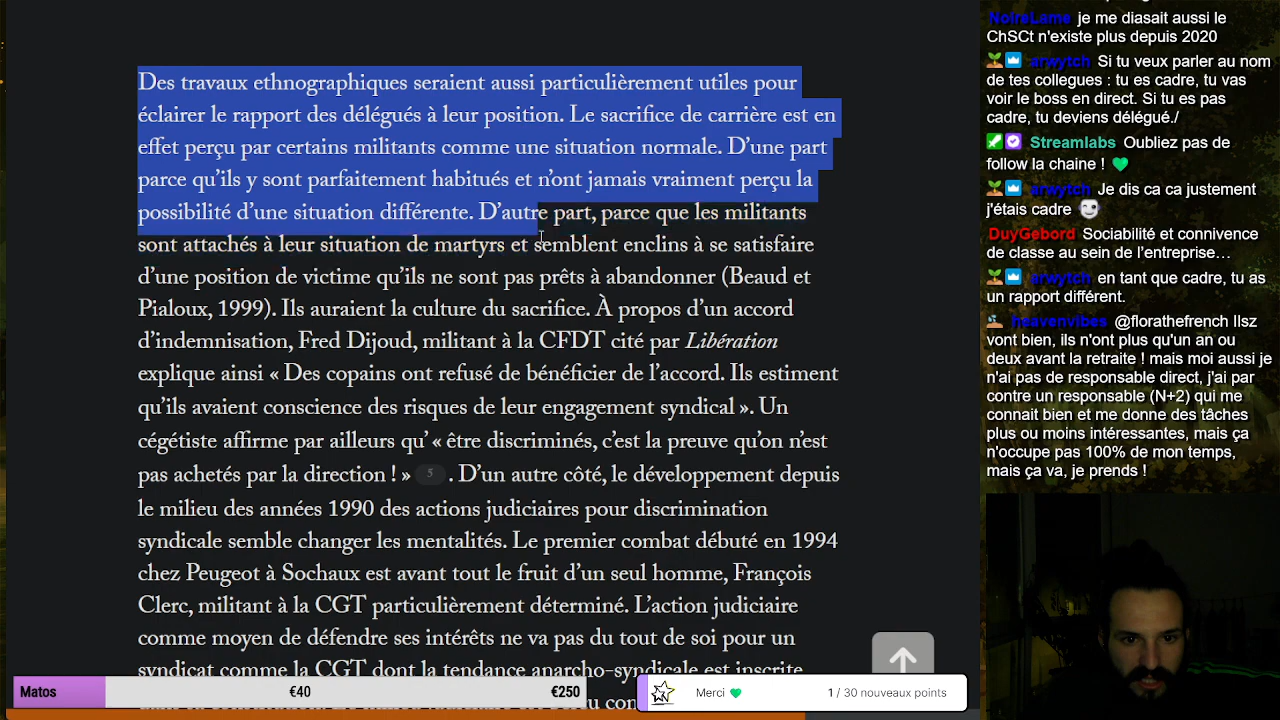 Des travaux ethnographiques seraient aussi particulièrement utiles pour
éclairer le rapport des délégués à leur position. Le sacrifice de carrière est en
effet perçu par certains militants comme une situation normale. D’une part
parce qu’ils y sont parfaitement habitués et n’ont jamais vraiment perçu la
possibilité d’une situation différente. D’autre part, parce que les militants
sont attachés à leur situation de martyrs et semblent enclins à se satisfaire
d’une position de victime qu’ils ne sont pas prêts à abandonner (Beaud et
Pialoux, 1999). Ils auraient la culture du sacrifice. À propos d’un accord
d’indemnisation, Fred Dijoud, militant à la CFDT cité par Libération
explique ainsi « Des copains ont refusé de bénéficier de l’accord. Ils estiment
qu’ils avaient conscience des risques de leur engagement syndical ». Un
cégétiste affirme par ailleurs qu’ « être discriminés, c’est la preuve qu’on n’est
pas achetés par la direction ! » 5 . D’un autre côté, le développement depuis
le milieu des années 1990 des actions judiciaires pour discrimination
syndicale semble changer les mentalités. Le premier combat débuté en 1994
chez Peugeot à Sochaux est avant tout le fruit d’un seul homme, François
Clerc, militant à la CGT particulièrement déterminé. L’action judiciaire
comme moyen de défendre ses intérêts ne va pas du tout de soi pour un
syndicat comme la CGT dont la tendance anarcho-syndicale est inscrite
Matos
€40
€250
Merci
1 / 30 nouveaux points
NoireLame je me diasait aussi le
ChSCt n'existe plus depuis 2020
arwytch Si tu veux parler au nom
de tes collegues : tu es cadre, tu vas
voir le boss en direct. Si tu es pas
cadre, tu deviens délégué./
Streamlabs Oubliez pas de
follow la chaine !
arwytch Je dis ca ca justement
j'étais cadre
DuyGebord Sociabilité et connivence
de classe au sein de l'entreprise…
arwytch en tant que cadre, tu as
un rapport différent.
heavenvibes @florathefrench Ilsz
vont bien, ils n'ont plus qu'un an ou
deux avant la retraite ! mais moi aussi je
n'ai pas de responsable direct, j'ai par
contre un responsable (N+2) qui me
connait bien et me donne des tâches
plus ou moins intéressantes, mais ça
n'occupe pas 100% de mon temps,
mais ça va, je prends !